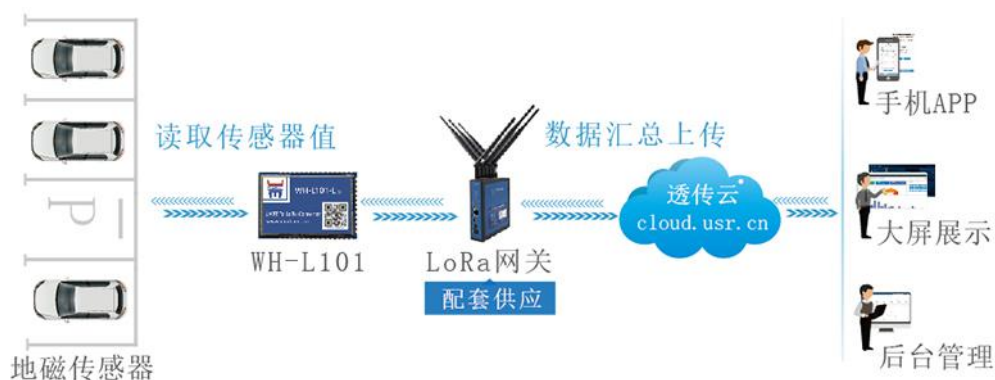 P
地磁传感器
读取传感器值
WH-L101-L
WH-L101
LoRa网关
配套供应
数据汇总上传
透传云
cloud.usr.cn
手机APP
大屏展示
后台管理